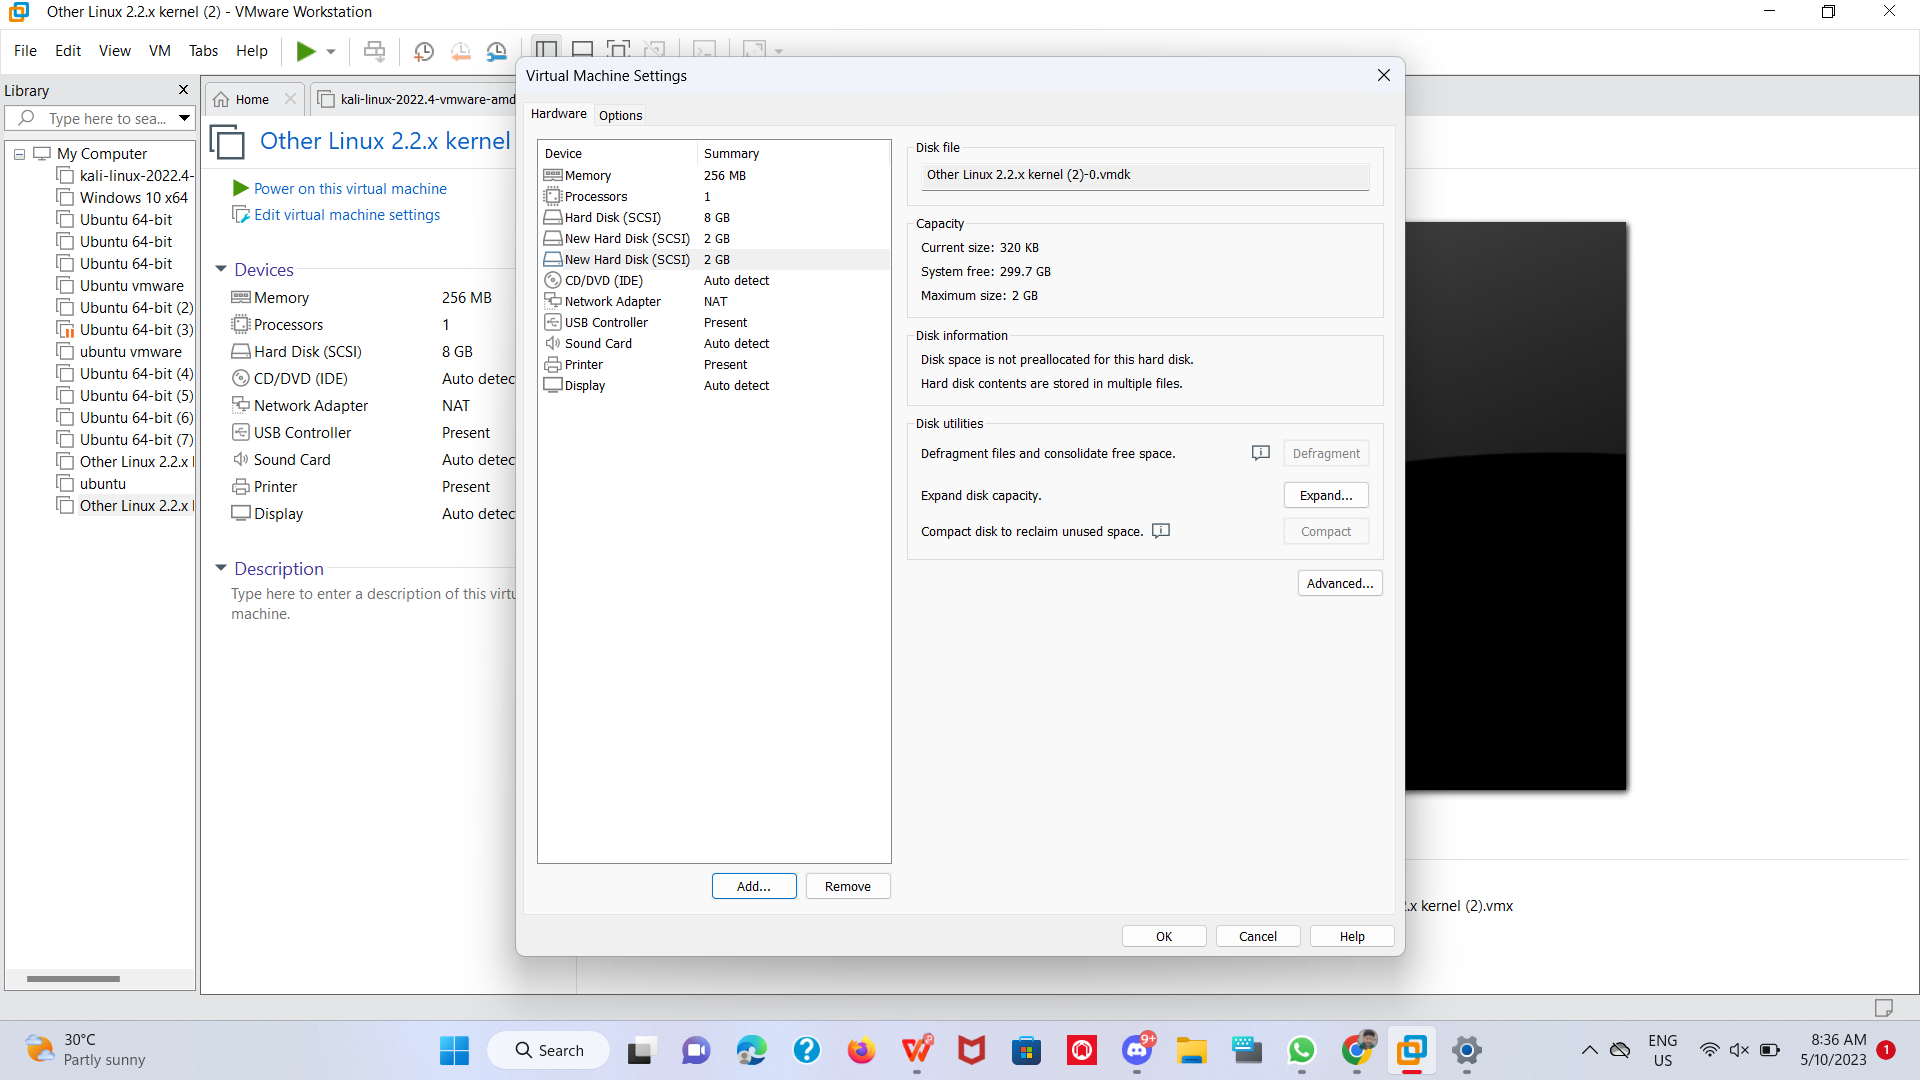 Other Linux 2.2.x kernel (2) - VMware Workstation
File Edit View VM Tabs Help
Library
Type here to sea...
My Computer
kali-linux-2022.4-
Windows 10 x64
Ubuntu 64-bit
Ubuntu 64-bit
Ubuntu 64-bit
Ubuntu vmware
Ubuntu 64-bit (2)
Ubuntu 64-bit (3)
ubuntu vmware
Ubuntu 64-bit (4)
Ubuntu 64-bit (5)
Ubuntu 64-bit (6)
Ubuntu 64-bit (7)
Other Linux 2.2.x
ubuntu
Other Linux 2.2.x
Home
kali-linux-2022.4-vmware-amd
Other Linux 2.2.x kernel
Power on this virtual machine
Edit virtual machine settings
Devices
Memory 256 MB
Processors 1
Hard Disk (SCSI) 8 GB
CD/DVD (IDE) Auto detec
Network Adapter NAT
USB Controller Present
Sound Card Auto detec
Printer Present
Display Auto detec
Description
Type here to enter a description of this virtu
machine.
Virtual Machine Settings
Hardware Options
Device Summary
Memory 256 MB
Processors 1
Hard Disk (SCSI) 8 GB
New Hard Disk (SCSI) 2 GB
New Hard Disk (SCSI) 2 GB
CD/DVD (IDE) Auto detect
Network Adapter NAT
USB Controller Present
Sound Card Auto detect
Printer Present
Display Auto detect
Add... Remove
Disk file
Other Linux 2.2.x kernel (2)-0.vmdk
Capacity
Current size: 320 KB
System free: 299.7 GB
Maximum size: 2 GB
Disk information
Disk space is not preallocated for this hard disk.
Hard disk contents are stored in multiple files.
Disk utilities
Defragment files and consolidate free space. Defragment
Expand disk capacity. Expand...
Compact disk to reclaim unused space. Compact
Advanced...
OK Cancel Help
.x kernel (2).vmx
30°C
Partly sunny
Search
9+
ENG
US
8:36 AM
5/10/2023
1